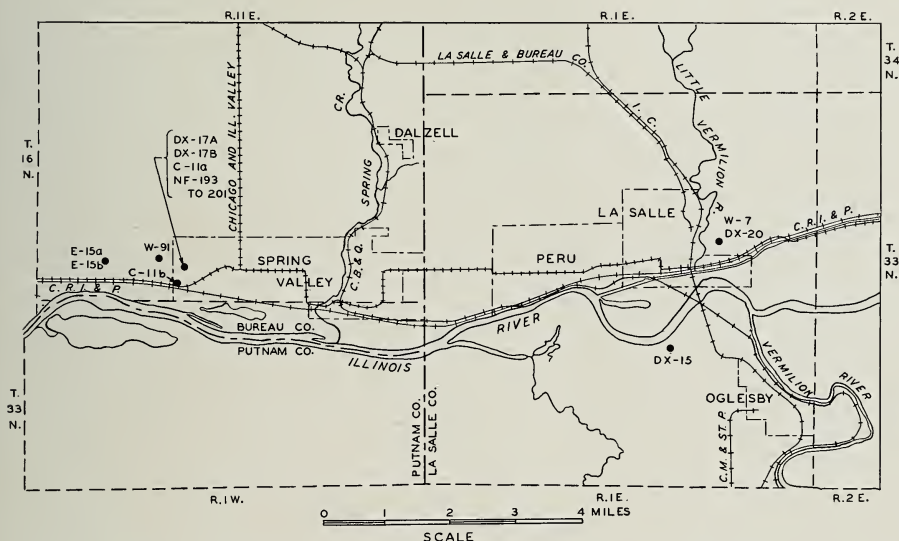 R.11 E.
R.1E.
R.2 E.
LA SALLE & BUREAU CO.
T. 34 N.
CR.
LITTLE VERMILION R.
I. C.
DX-17A
DX-17B
C-11a
NF-193
TO 201
CHICAGO AND ILL. VALLEY
DALZELL
T. 16 N.
SPRING
LA SALLE
W-7
DX-20
C.R.I. & P.
E-15a
E-15b
W-91
C-11b
SPRING
VALLEY
C. B. & Q.
PERU
T. 33 N.
C. R. I. & P.
BUREAU CO.
PUTNAM CO.
ILLINOIS
RIVER
DX-15
VERMILION RIVER
T. 33 N.
PUTNAM CO.
LA SALLE CO.
OGLESBY
C.M. & ST. P.
R.1W.
R.1E.
R.2 E.
0 1 2 3 4 MILES
SCALE